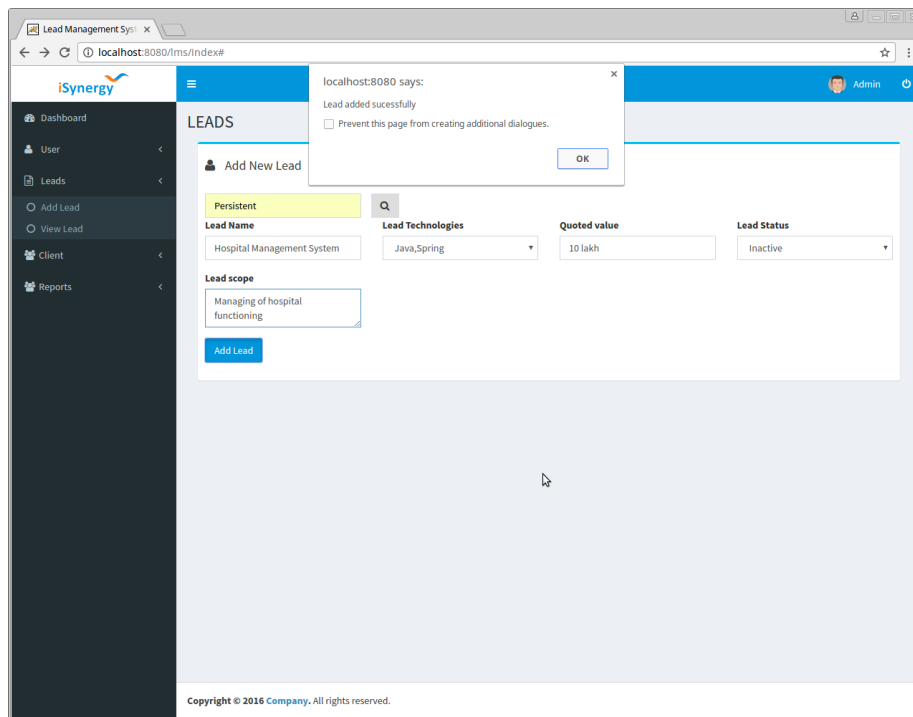 Lead Management Syst
localhost:8080/lms/Index#
iSynergy
localhost:8080 says:
Lead added sucessfully
Prevent this page from creating additional dialogues.
OK
Admin
Dashboard
User
Leads
Add Lead
View Lead
Client
Reports
LEADS
Add New Lead
Persistent
Lead Name
Lead Technologies
Quoted value
Lead Status
Hospital Management System
Java,Spring
10 lakh
Inactive
Lead scope
Managing of hospital
functioning
Add Lead
Copyright © 2016 Company. All rights reserved.